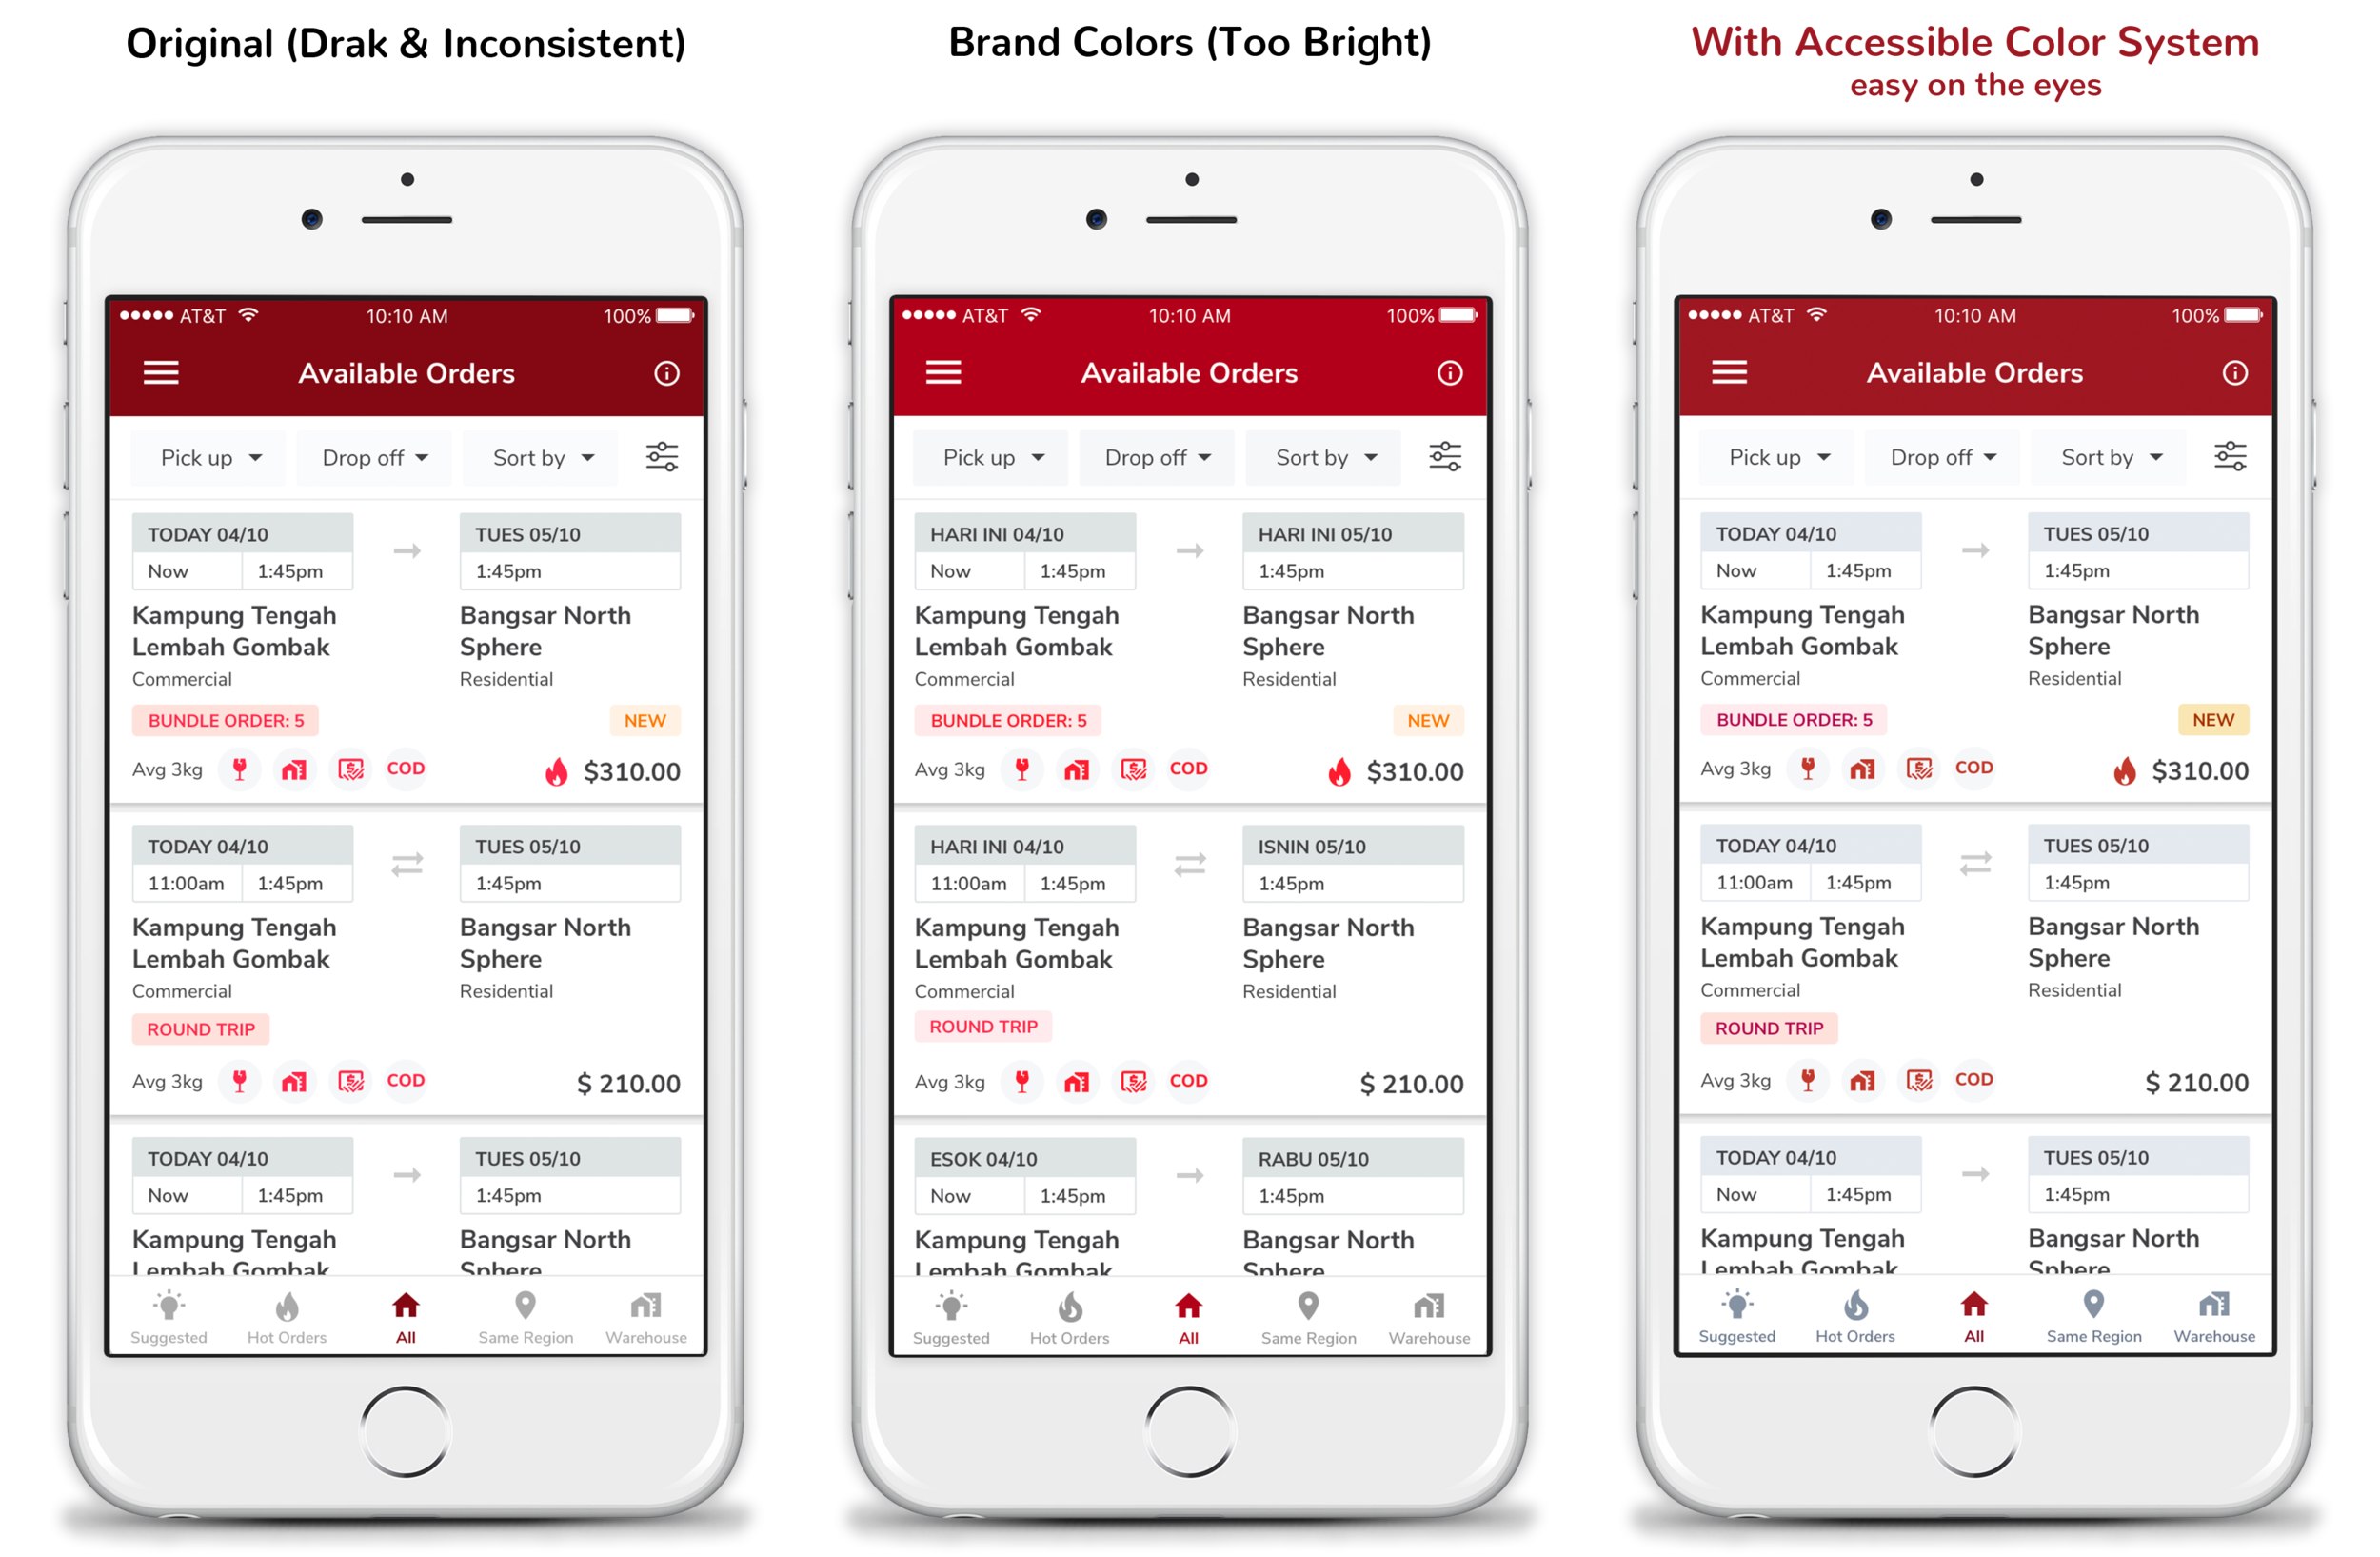 Original (Drak & Inconsistent)
AT&T 10:10 AM 100%
Available Orders
Pick up Drop off Sort by
TODAY 04/10 TUES 05/10
Now 1:45pm 1:45pm
Kampung Tengah Bangsar North
Lembah Gombak Sphere
Commercial Residential
BUNDLE ORDER: 5 NEW
Avg 3kg COD $310.00
TODAY 04/10 TUES 05/10
11:00am 1:45pm 1:45pm
Kampung Tengah Bangsar North
Lembah Gombak Sphere
Commercial Residential
ROUND TRIP
Avg 3kg COD $ 210.00
TODAY 04/10 TUES 05/10
Now 1:45pm 1:45pm
Kampung Tengah Bangsar North
Lembah Gombak Sphere
Suggested Hot Orders All Same Region Warehouse
Brand Colors (Too Bright)
AT&T 10:10 AM 100%
Available Orders
Pick up Drop off Sort by
HARI INI 04/10 HARI INI 05/10
Now 1:45pm 1:45pm
Kampung Tengah Bangsar North
Lembah Gombak Sphere
Commercial Residential
BUNDLE ORDER: 5 NEW
Avg 3kg COD $310.00
HARI INI 04/10 ISNIN 05/10
11:00am 1:45pm 1:45pm
Kampung Tengah Bangsar North
Lembah Gombak Sphere
Commercial Residential
ROUND TRIP
Avg 3kg COD $ 210.00
ESOK 04/10 RABU 05/10
Now 1:45pm 1:45pm
Kampung Tengah Bangsar North
Lembah Gombak Sphere
Suggested Hot Orders All Same Region Warehouse
With Accessible Color System
easy on the eyes
AT&T 10:10 AM 100%
Available Orders
Pick up Drop off Sort by
TODAY 04/10 TUES 05/10
Now 1:45pm 1:45pm
Kampung Tengah Bangsar North
Lembah Gombak Sphere
Commercial Residential
BUNDLE ORDER: 5 NEW
Avg 3kg COD $310.00
TODAY 04/10 TUES 05/10
11:00am 1:45pm 1:45pm
Kampung Tengah Bangsar North
Lembah Gombak Sphere
Commercial Residential
ROUND TRIP
Avg 3kg COD $ 210.00
TODAY 04/10 TUES 05/10
Now 1:45pm 1:45pm
Kampung Tengah Bangsar North
Lembah Gombak Sphere
Suggested Hot Orders All Same Region Warehouse